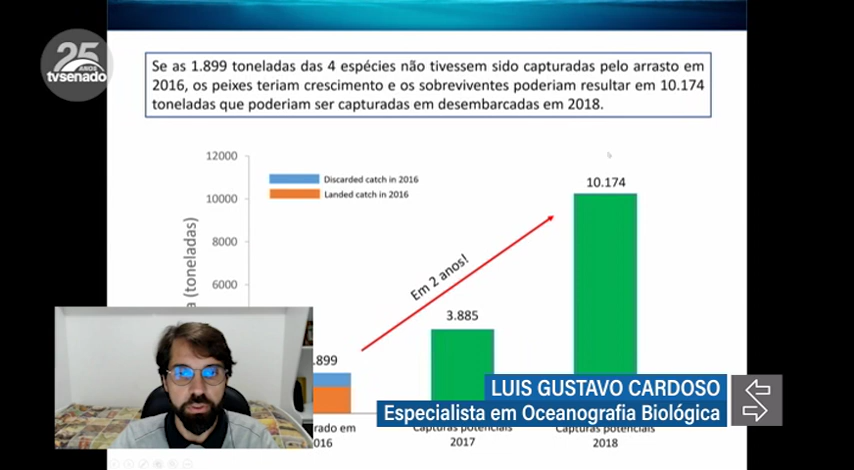 25
ANOS
tvsenado
Se as 1.899 toneladas das 4 espécies não tivessem sido capturadas pelo arrasto em
2016, os peixes teriam crescimento e os sobreviventes poderiam resultar em 10.174
toneladas que poderiam ser capturadas em desembarcadas em 2018.
12000
10000
8000
6000
(toneladas)
Discarded catch in 2016
Landed catch in 2016
Em 2 anos!
.899
3.885
10.174
2016
Capturas potenciais
2017
Capturas potenciais
2018
LUIS GUSTAVO CARDOSO
Especialista em Oceanografia Biológica